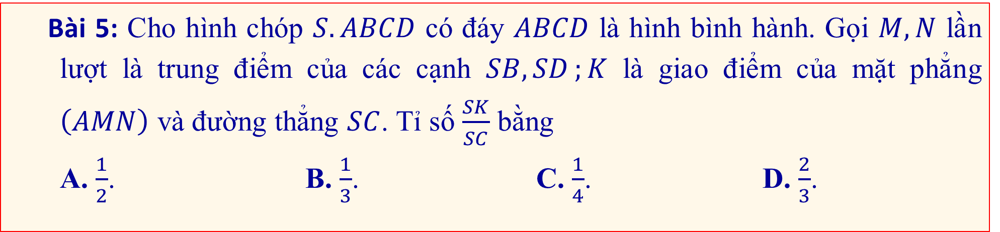 Bài 5: Cho hình chóp S.ABCD có đáy ABCD là hình bình hành. Gọi M, N lần
lượt là trung điểm của các cạnh SB, SD ; K là giao điểm của mặt phẳng
(AMN) và đường thẳng SC. Tỉ số \frac{SK}{SC} bằng
A. \frac{1}{2}. B. \frac{1}{3}. C. \frac{1}{4}. D. \frac{2}{3}.